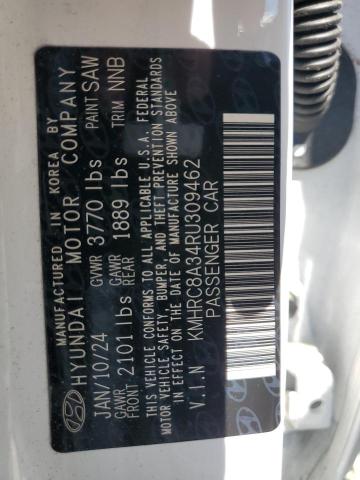 MANUFACTURED IN KOREA BY
HYUNDAI MOTOR COMPANY
JAN/10/24 GVWR 3770 lbs PAINT SAW
GAWR FRONT 2101 lbs GAWR REAR 1889 lbs TRIM NNB
THIS VEHICLE CONFORMS TO ALL APPLICABLE U.S.A. FEDERAL
MOTOR VEHICLE SAFETY, BUMPER, AND THEFT PREVENTION STANDARDS
IN EFFECT ON THE DATE OF MANUFACTURE SHOWN ABOVE
V.I.N KMHRC8A34RU309462
PASSENGER CAR